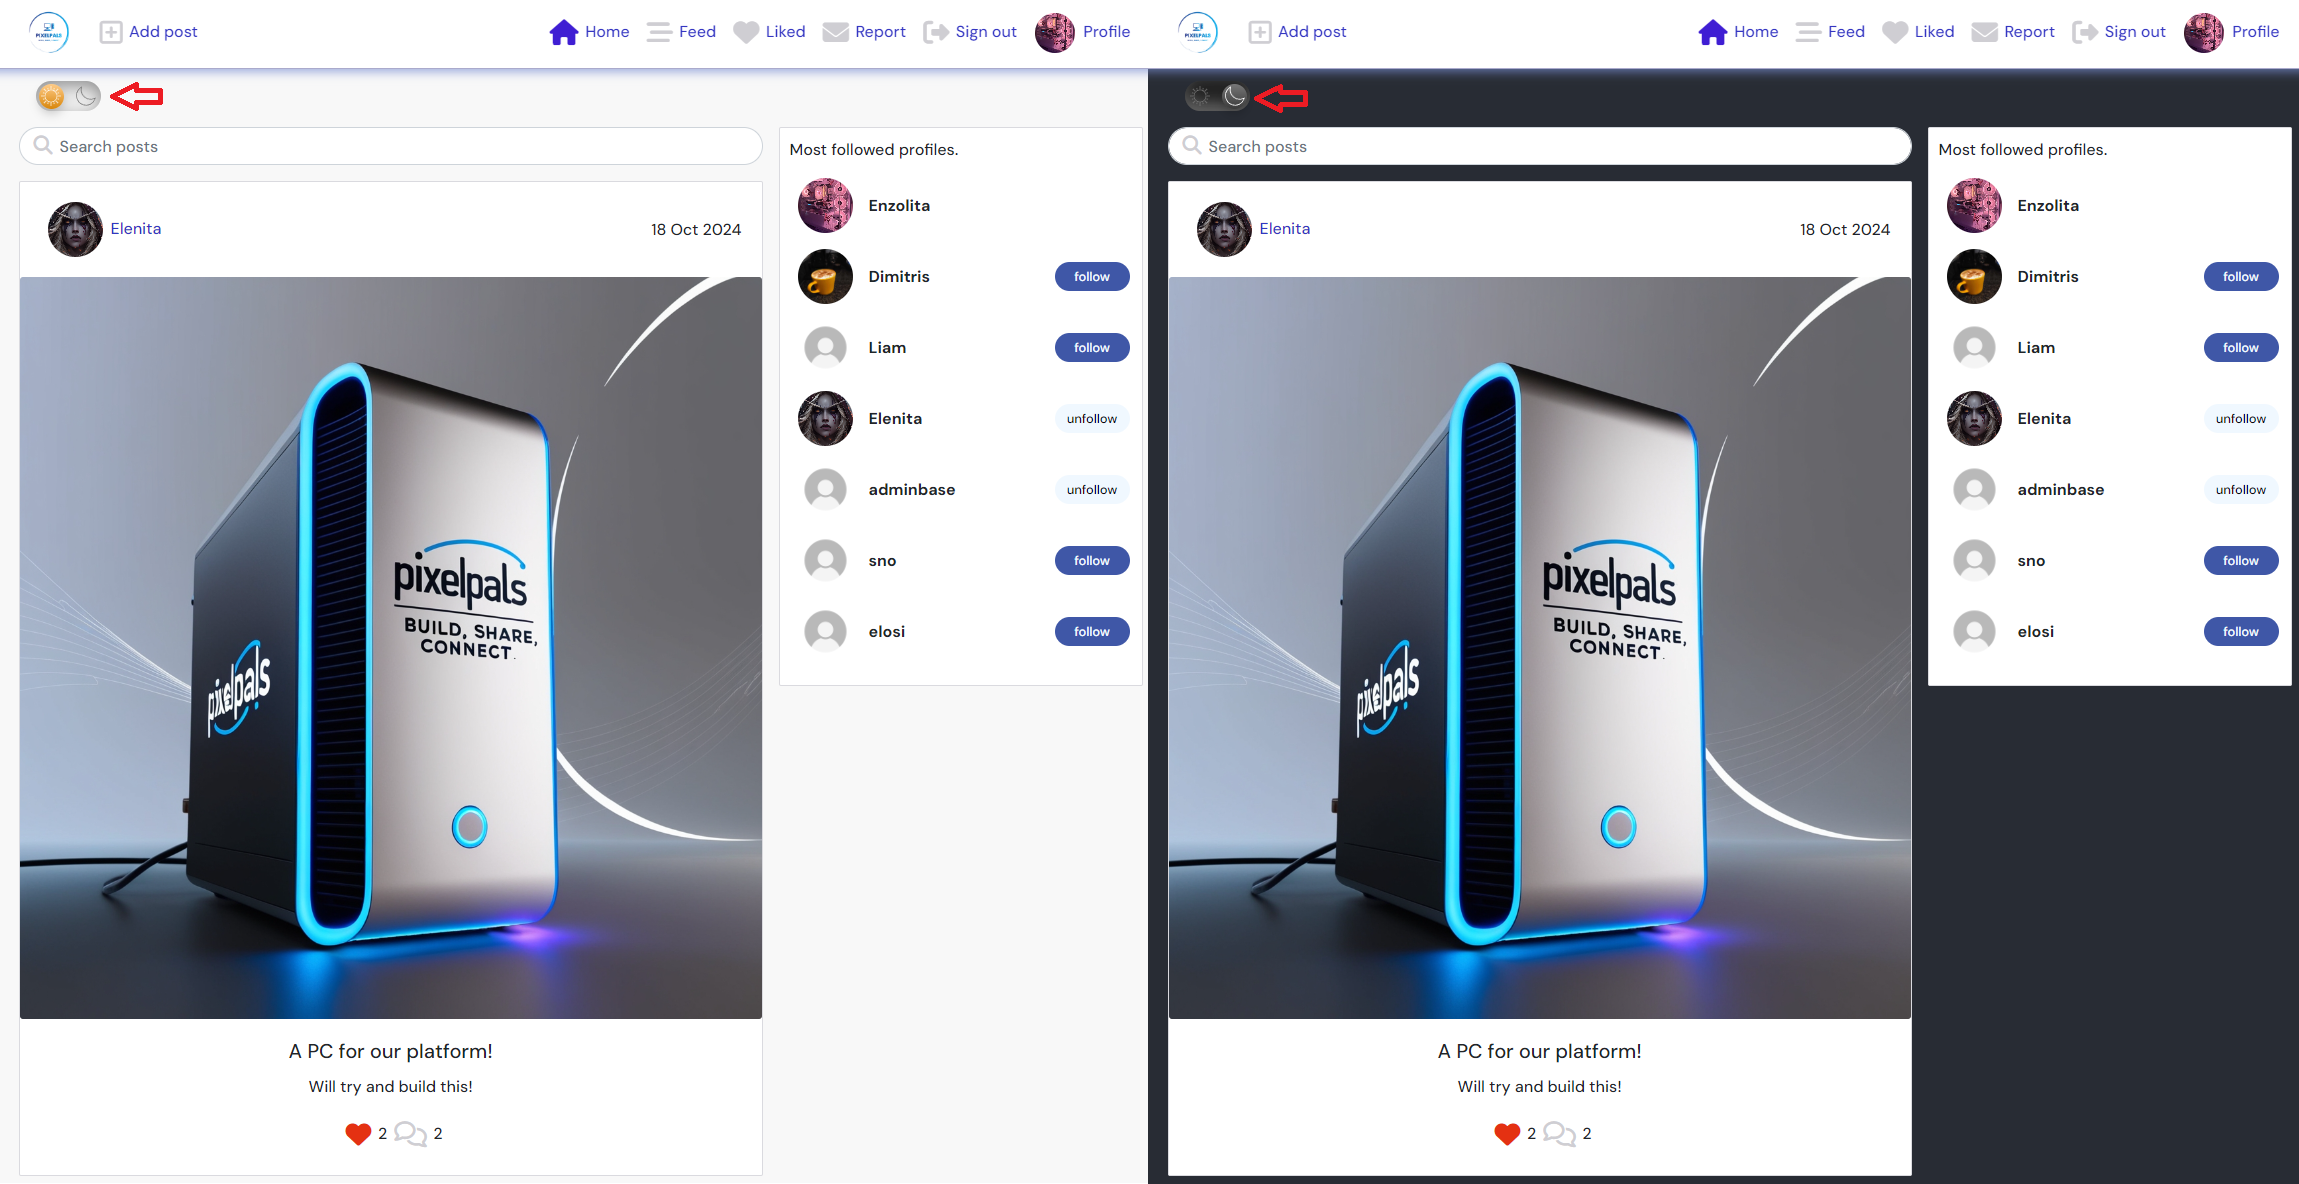 PIXELPALS
Add post
Home
Feed
Liked
Report
Sign out
Profile
Search posts
Elenita
18 Oct 2024
pixelpals
BUILD, SHARE,
CONNECT.
pixelpals
A PC for our platform!
Will try and build this!
2
2
Most followed profiles.
Enzolita
Dimitris follow
Liam follow
Elenita unfollow
adminbase unfollow
sno follow
elosi follow
PIXELPALS
Add post
Home
Feed
Liked
Report
Sign out
Profile
Search posts
Elenita
18 Oct 2024
pixelpals
BUILD, SHARE,
CONNECT.
pixelpals
A PC for our platform!
Will try and build this!
2
2
Most followed profiles.
Enzolita
Dimitris follow
Liam follow
Elenita unfollow
adminbase unfollow
sno follow
elosi follow